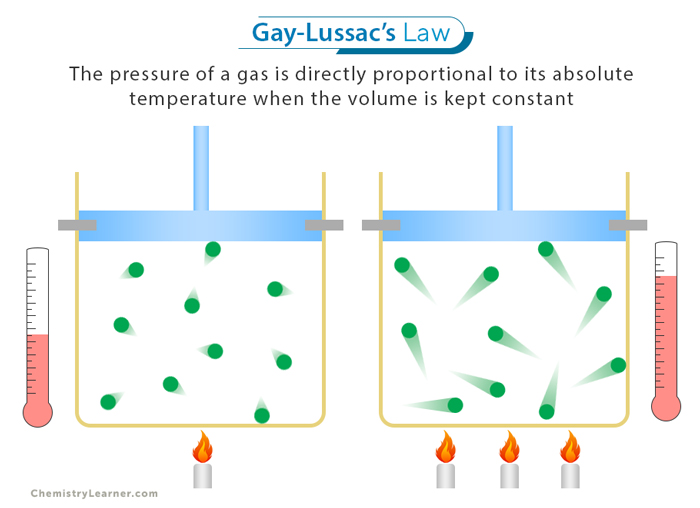 Gay-Lussac's Law
The pressure of a gas is directly proportional to its absolute
temperature when the volume is kept constant
ChemistryLearner.com